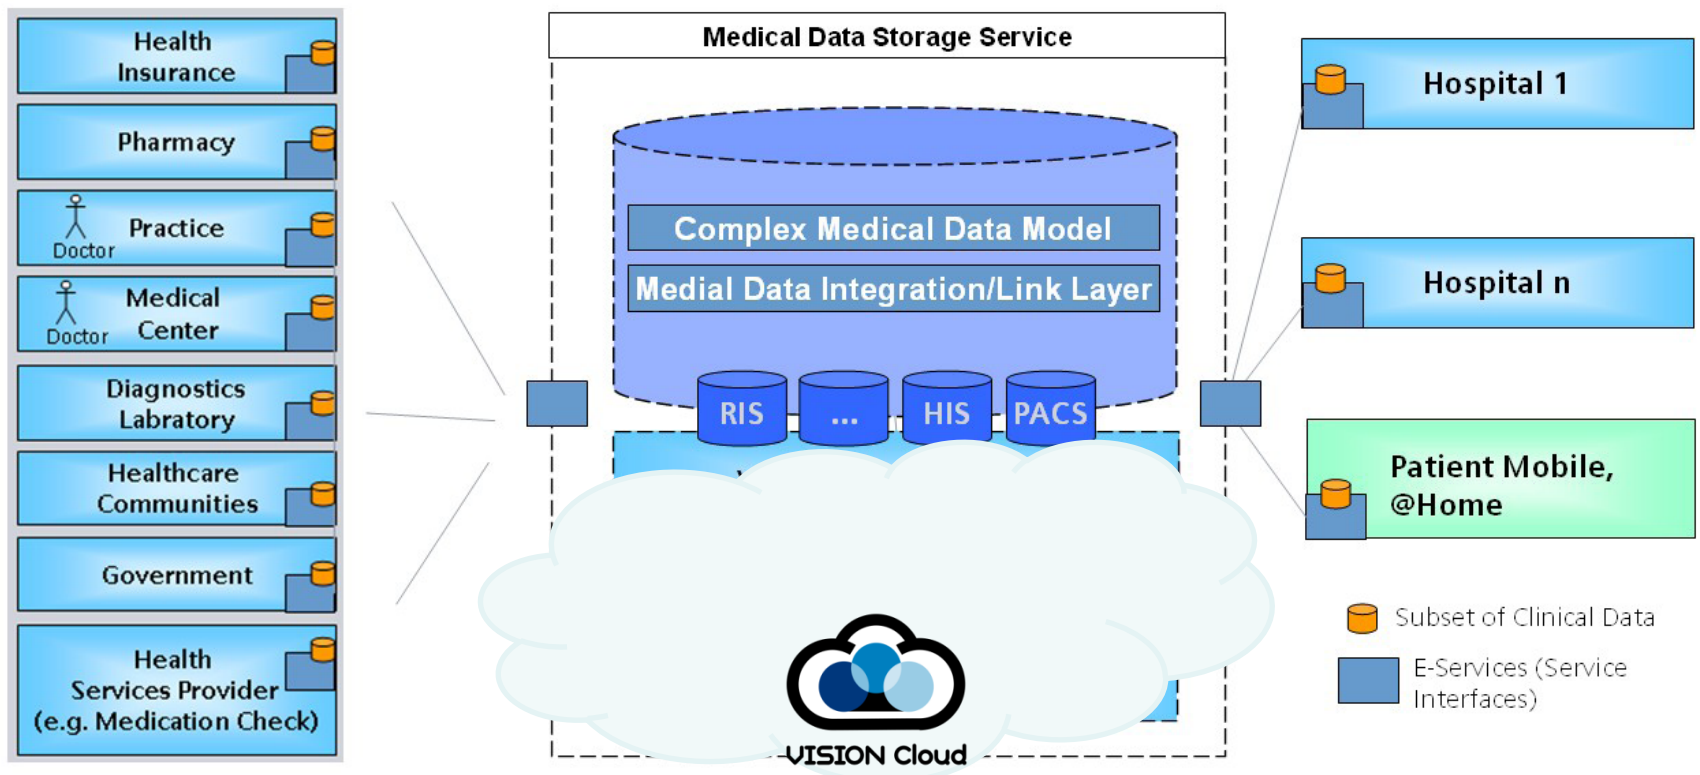 Health
Insurance
Pharmacy
Doctor
Practice
Doctor
Medical
Center
Diagnostics
Labratory
Healthcare
Communities
Government
Health
Services Provider
(e.g. Medication Check)
Medical Data Storage Service
Complex Medical Data Model
Medial Data Integration/Link Layer
RIS
...
HIS
PACS
VISION Cloud
Hospital 1
Hospital n
Patient Mobile,
@Home
Subset of Clinical Data
E-Services (Service
Interfaces)